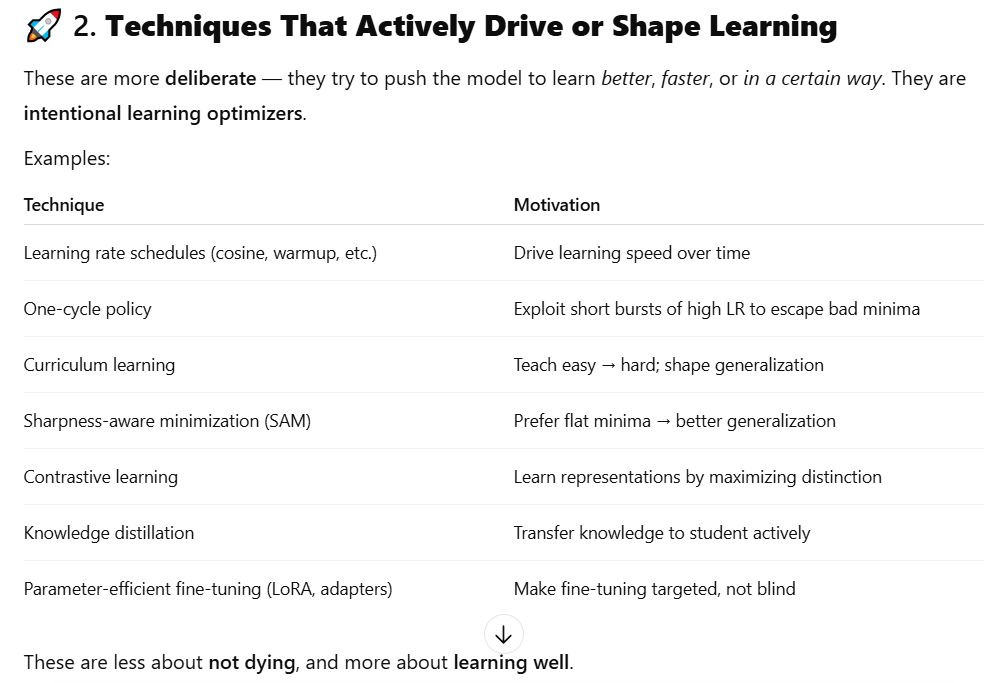 🚀 2. Techniques That Actively Drive or Shape Learning
These are more deliberate — they try to push the model to learn better, faster, or in a certain way. They are
intentional learning optimizers.
Examples:
Technique Motivation
Learning rate schedules (cosine, warmup, etc.) Drive learning speed over time
One-cycle policy Exploit short bursts of high LR to escape bad minima
Curriculum learning Teach easy → hard; shape generalization
Sharpness-aware minimization (SAM) Prefer flat minima → better generalization
Contrastive learning Learn representations by maximizing distinction
Knowledge distillation Transfer knowledge to student actively
Parameter-efficient fine-tuning (LoRA, adapters) Make fine-tuning targeted, not blind
These are less about not dying, and more about learning well.